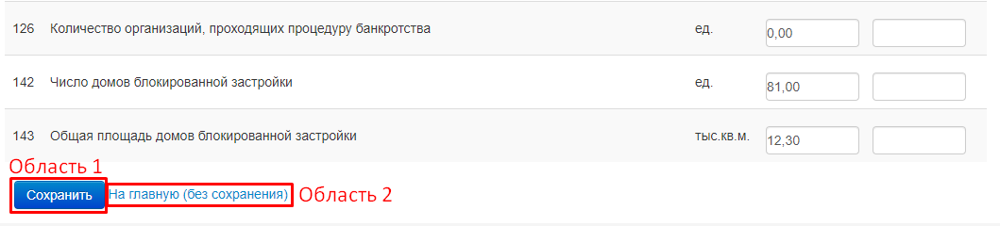 126 Количество организаций, проходящих процедуру банкротства ед. 0,00
142 Число домов блокированной застройки ед. 81,00
143 Общая площадь домов блокированной застройки тыс.кв.м. 12,30
Область 1
Сохранить На главную (без сохранения) Область 2